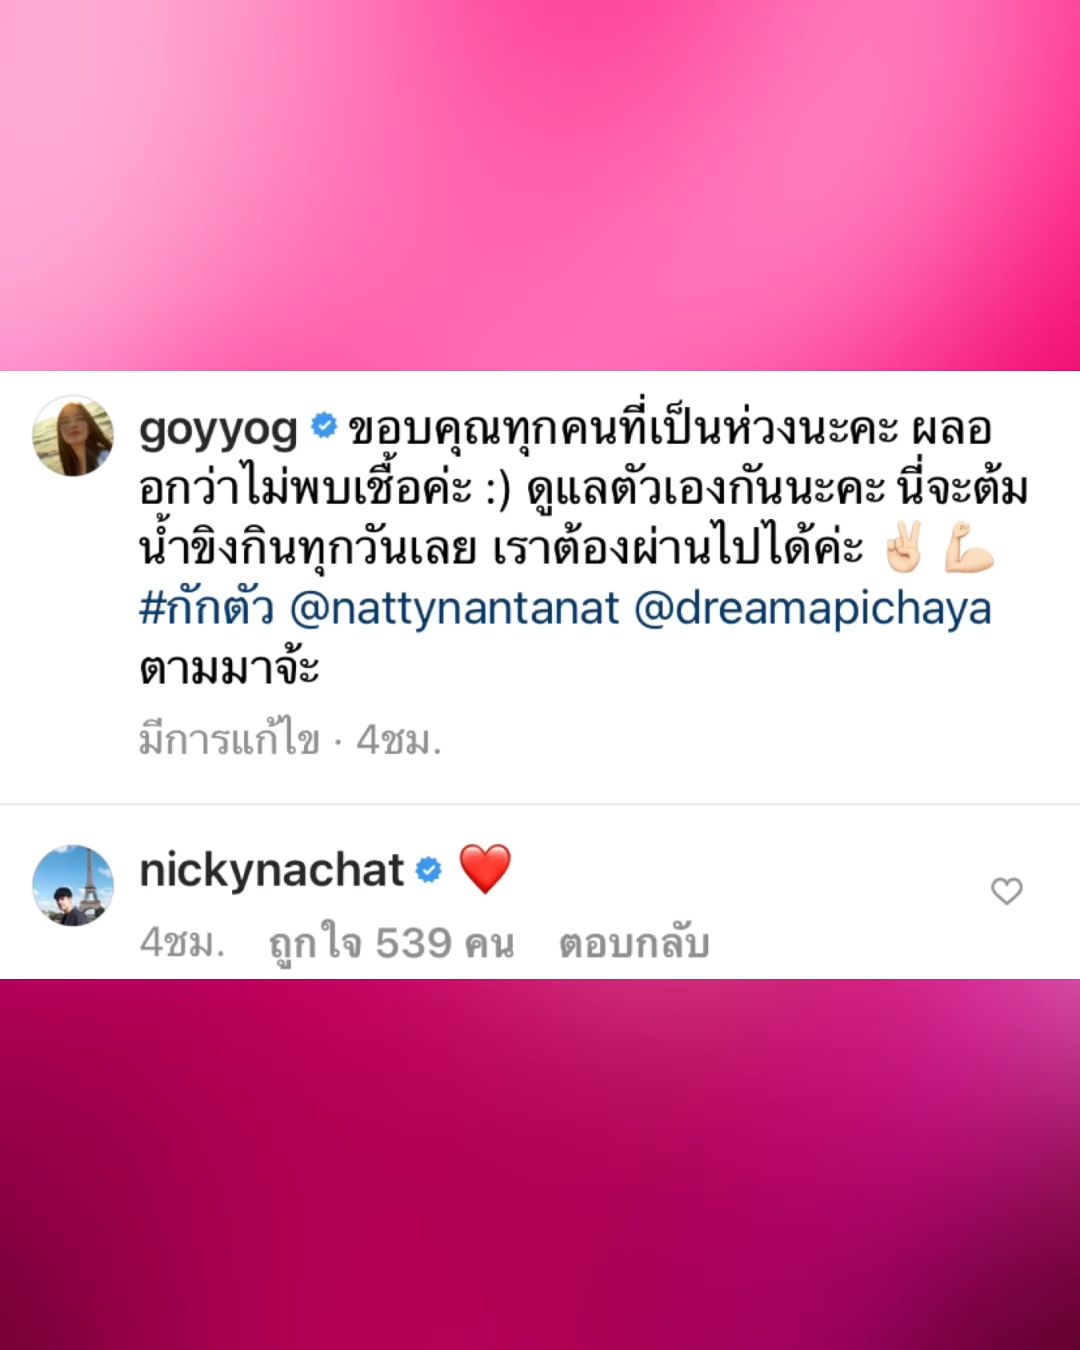 goyyog ขอบคุณทุกคนที่เป็นห่วงนะคะ ผลอ
อกว่าไม่พบเชื้อค่ะ :) ดูแลตัวเองกันนะคะ นี่จะต้ม
น้ำขิงกินทุกวันเลย เราต้องผ่านไปได้ค่ะ ✌🏻 💪🏻
#กักตัว @nattynantanat @dreamapichaya
ตามมาจ้ะ
มีการแก้ไข · 4ชม.
nickynachat ❤️
4ชม. ถูกใจ 539 คน ตอบกลับ